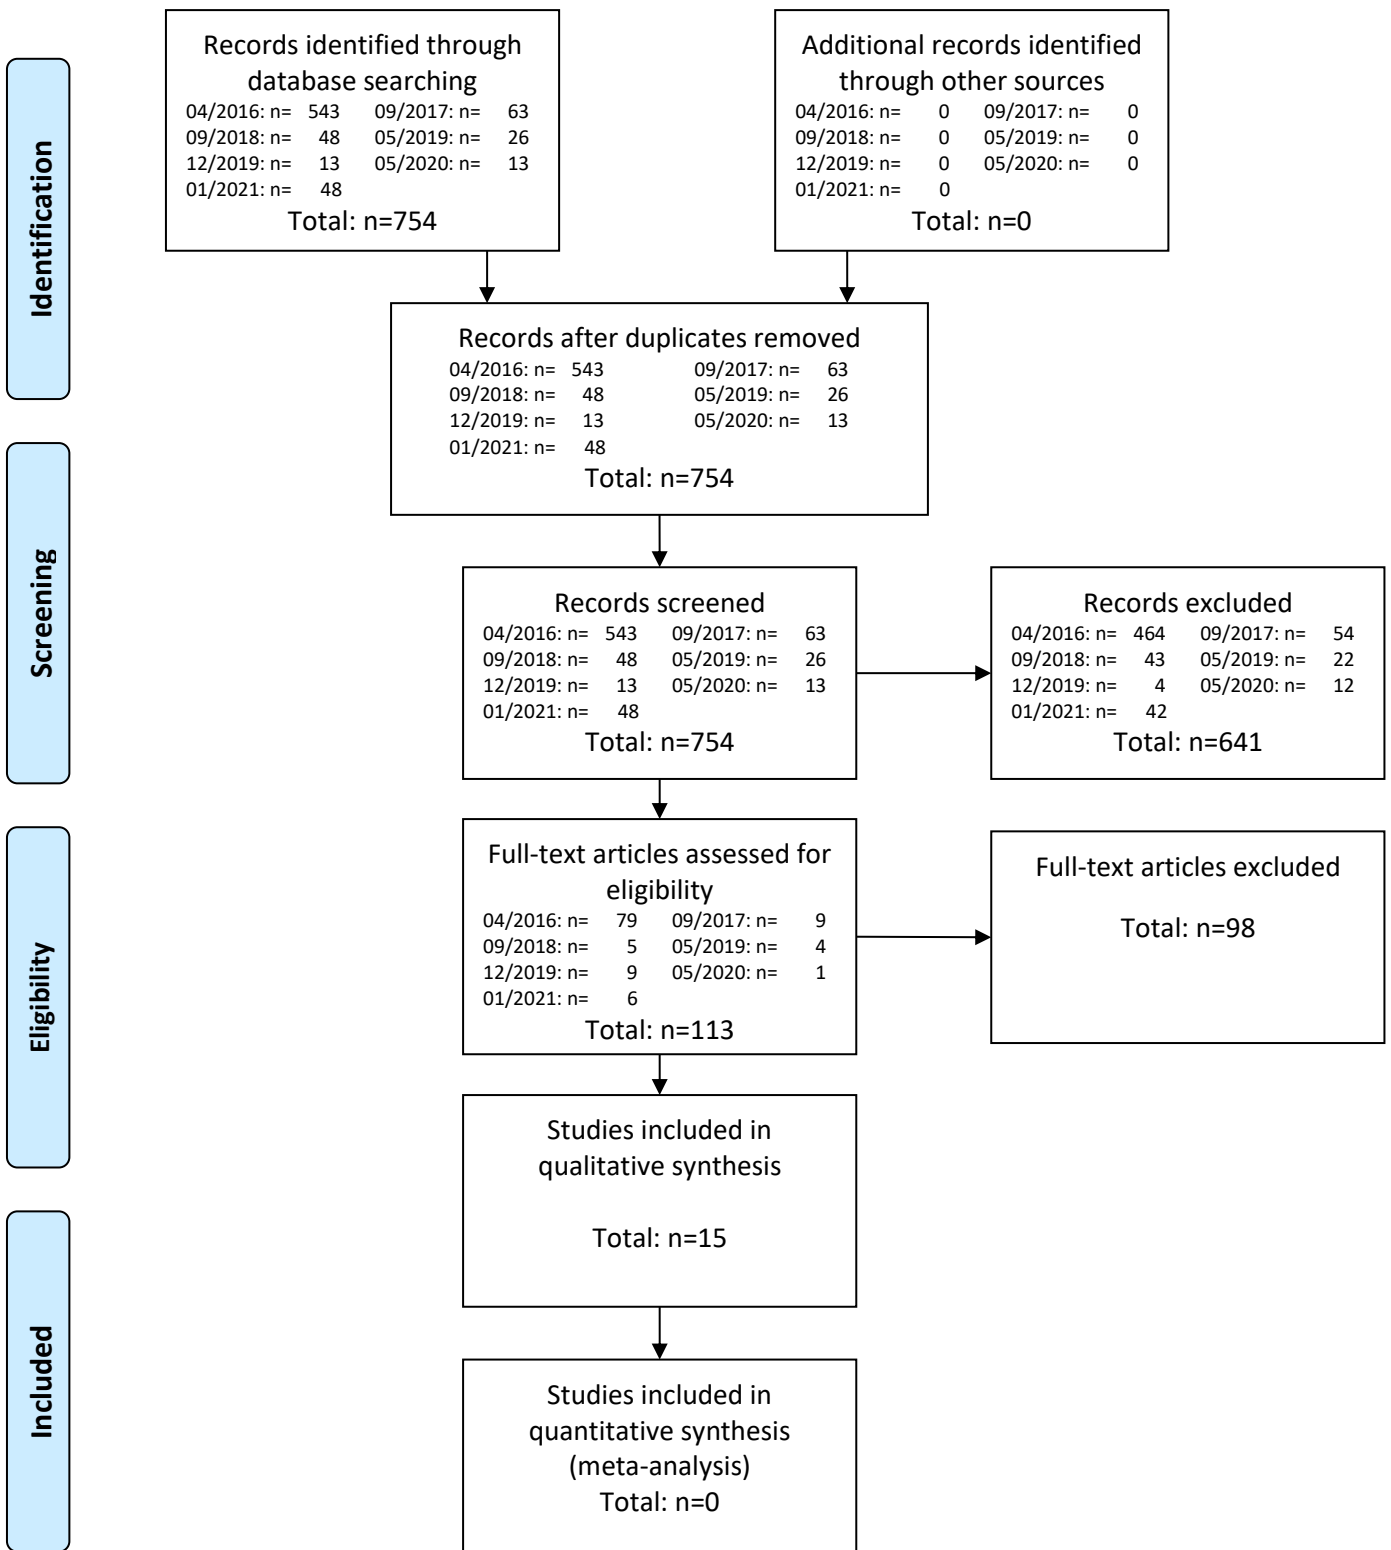 Identification
Records identified through
database searching
04/2016: n= 543 09/2017: n= 63
09/2018: n= 48 05/2019: n= 26
12/2019: n= 13 05/2020: n= 13
01/2021: n= 48
Total: n=754
Additional records identified
through other sources
04/2016: n= 0 09/2017: n= 0
09/2018: n= 0 05/2019: n= 0
12/2019: n= 0 05/2020: n= 0
01/2021: n= 0
Total: n=0
Records after duplicates removed
04/2016: n= 543 09/2017: n= 63
09/2018: n= 48 05/2019: n= 26
12/2019: n= 13 05/2020: n= 13
01/2021: n= 48
Total: n=754
Screening
Records screened
04/2016: n= 543 09/2017: n= 63
09/2018: n= 48 05/2019: n= 26
12/2019: n= 13 05/2020: n= 13
01/2021: n= 48
Total: n=754
Records excluded
04/2016: n= 464 09/2017: n= 54
09/2018: n= 43 05/2019: n= 22
12/2019: n= 4 05/2020: n= 12
01/2021: n= 42
Total: n=641
Eligibility
Full-text articles assessed for
eligibility
04/2016: n= 79 09/2017: n= 9
09/2018: n= 5 05/2019: n= 4
12/2019: n= 9 05/2020: n= 1
01/2021: n= 6
Total: n=113
Full-text articles excluded
Total: n=98
Studies included in
qualitative synthesis
Total: n=15
Included
Studies included in
quantitative synthesis
(meta-analysis)
Total: n=0